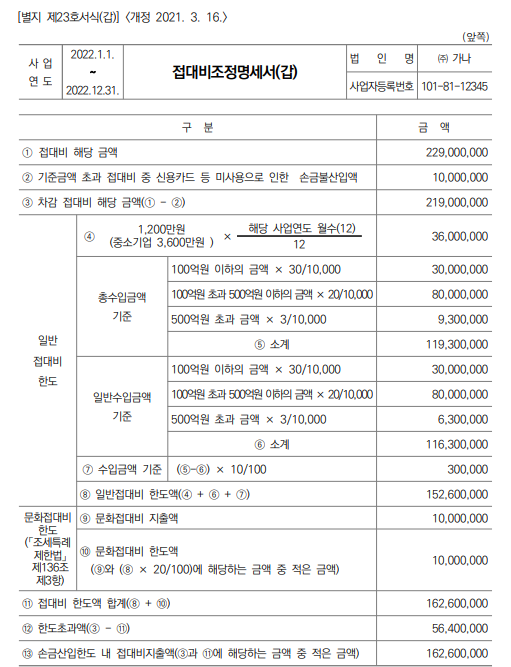 [별지 제23호서식(갑)] <개정 2021. 3. 16.>
(앞쪽)
사 업
연 도
2022.1.1.
~
2022.12.31.
접대비조정명세서(갑)
법 인 명
㈜ 가나
사업자등록번호
101-81-12345
구 분
금 액
① 접대비 해당 금액
229,000,000
② 기준금액 초과 접대비 중 신용카드 등 미사용으로 인한 손금불산입액
10,000,000
③ 차감 접대비 해당 금액(① - ②)
219,000,000
일반
접대비
한도
④
1,200만원
(중소기업 3,600만원 )
×
해당 사업연도 월수(12)
12
36,000,000
총수입금액
기준
100억원 이하의 금액 × 30/10,000
30,000,000
100억원 초과 500억원 이하의 금액 × 20/10,000
80,000,000
500억원 초과 금액 × 3/10,000
9,300,000
⑤ 소계
119,300,000
일반수입금액
기준
100억원 이하의 금액 × 30/10,000
30,000,000
100억원 초과 500억원 이하의 금액 × 20/10,000
80,000,000
500억원 초과 금액 × 3/10,000
6,300,000
⑥ 소계
116,300,000
⑦ 수입금액 기준
(⑤-⑥) × 10/100
300,000
⑧ 일반접대비 한도액(④ + ⑥ + ⑦)
152,600,000
문화접대비
한도
(「조세특례
제한법」
제136조
제3항)
⑨ 문화접대비 지출액
10,000,000
⑩ 문화접대비 한도액
(⑨와 (⑧ × 20/100)에 해당하는 금액 중 적은 금액)
10,000,000
⑪ 접대비 한도액 합계(⑧ + ⑩)
162,600,000
⑫ 한도초과액(③ - ⑪)
56,400,000
⑬ 손금산입한도 내 접대비지출액(③과 ⑪에 해당하는 금액 중 적은 금액)
162,600,000